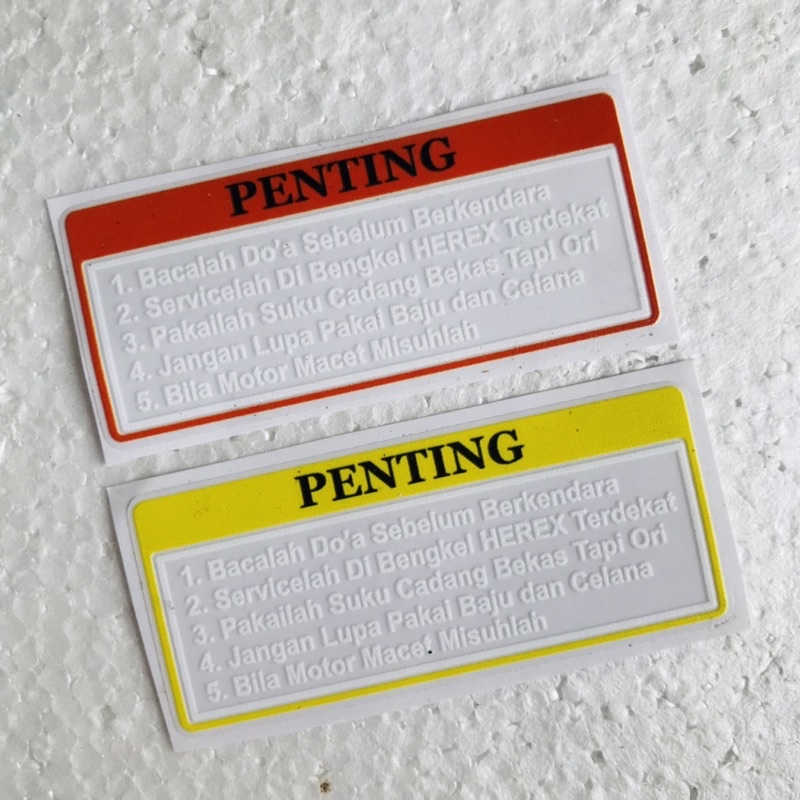 PENTING
1. Bacalah Do'a Sebelum Berkendara
2. Servicelah Di Bengkel HEREX Terdekat
3. Pakailah Suku Cadang Bekas Tapi Ori
4. Jangan Lupa Pakai Baju dan Celana
5. Bila Motor Macet Misuhlah
PENTING
1. Bacalah Do'a Sebelum Berkendara
2. Servicelah Di Bengkel HEREX Terdekat
3. Pakailah Suku Cadang Bekas Tapi Ori
4. Jangan Lupa Pakai Baju dan Celana
5. Bila Motor Macet Misuhlah